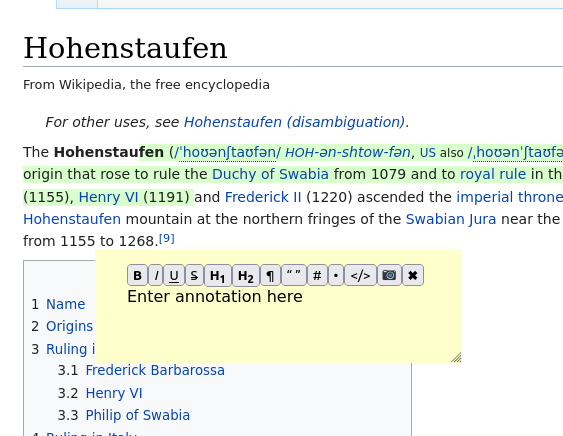 Hohenstaufen
From Wikipedia, the free encyclopedia
For other uses, see Hohenstaufen (disambiguation).
The Hohenstaufen (/ˈhoʊənʃtaʊfən/ HOH-ən-shtow-fən, US also /ˌhoʊənˈʃtaʊfə
origin that rose to rule the Duchy of Swabia from 1079 and to royal rule in th
(1155), Henry VI (1191) and Frederick II (1220) ascended the imperial throne
Hohenstaufen mountain at the northern fringes of the Swabian Jura near the
from 1155 to 1268.[9]
B I U S H1 H2 ¶ “ ” # • </> ✖
Enter annotation here
1 Name
2 Origins
3 Ruling i
3.1 Frederick Barbarossa
3.2 Henry VI
3.3 Philip of Swabia
4 Ruling in Italy